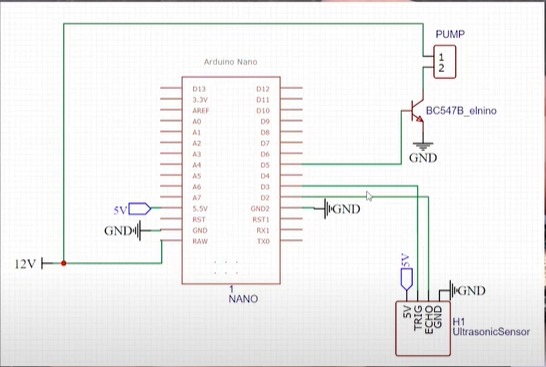 PUMP
1
2
Arduino Nano
BC547B_elnino
GND
D13 D12
3.3V D11
AREF D10
A0 D9
A1 D8
A2 D7
A3 D6
A4 D5
A5 D4
A6 D3
A7 D2
5.5V GND2
RST RST1
GND RX1
RAW TX0
5V
GND
GND
12V
1
NANO
5V
GND
5V
TRIG
ECHO
GND
H1
UltrasonicSensor